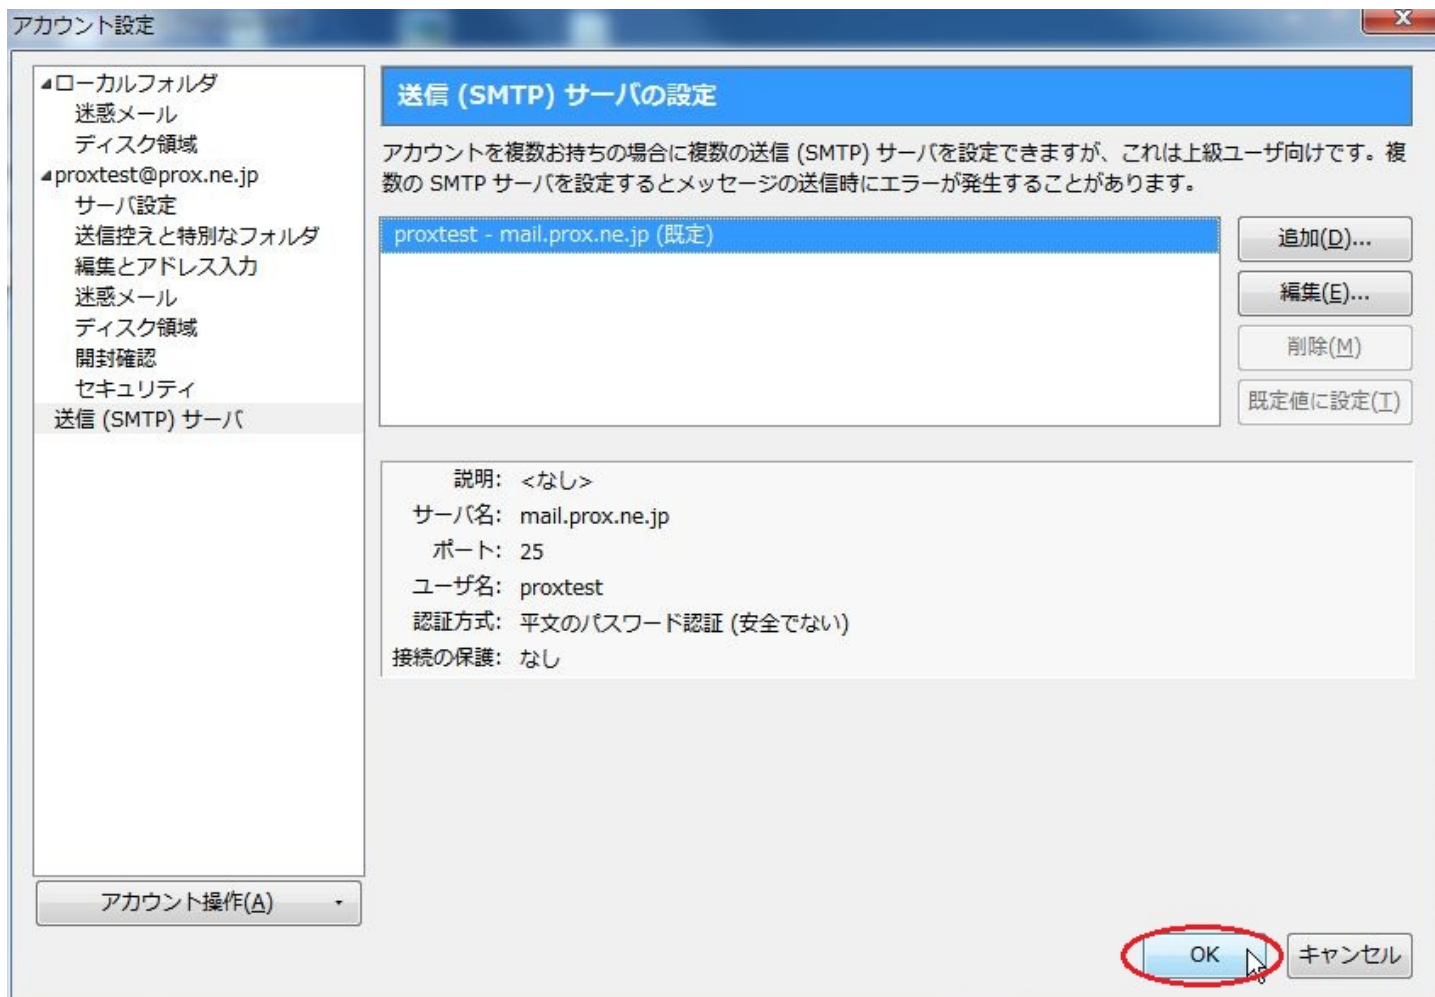 アカウント設定
ローカルフォルダ
迷惑メール
ディスク領域
proxtest@prox.ne.jp
サーバ設定
送信控えと特別なフォルダ
編集とアドレス入力
迷惑メール
ディスク領域
開封確認
セキュリティ
送信 (SMTP) サーバ
アカウント操作(A)
送信 (SMTP) サーバの設定
アカウントを複数お持ちの場合に複数の送信 (SMTP) サーバを設定できますが、これは上級ユーザ向けです。複
数の SMTP サーバを設定するとメッセージの送信時にエラーが発生することがあります。
proxtest - mail.prox.ne.jp (既定)
追加(D)...
編集(E)...
削除(M)
既定値に設定(T)
説明: <なし>
サーバ名: mail.prox.ne.jp
ポート: 25
ユーザ名: proxtest
認証方式: 平文のパスワード認証 (安全でない)
接続の保護: なし
OK
キャンセル